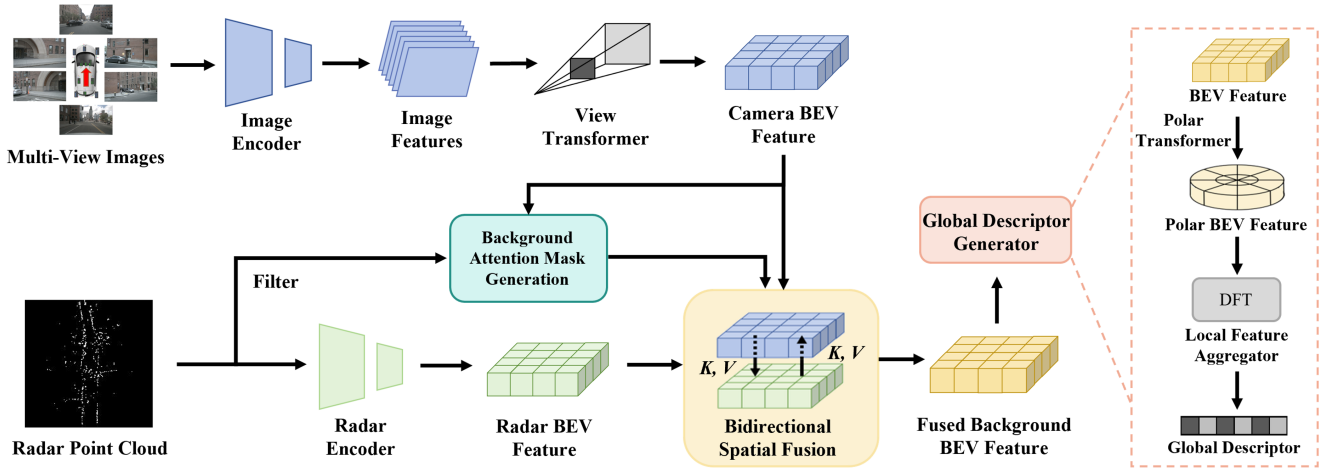 Multi-View Images
Image
Encoder
Image
Features
View
Transformer
Camera BEV
Feature
Background
Attention Mask
Generation
Filter
Radar Point Cloud
Radar
Encoder
Radar BEV
Feature
K, V
K, V
Bidirectional
Spatial Fusion
Fused Background
BEV Feature
Global Descriptor
Generator
BEV Feature
Polar
Transformer
Polar BEV Feature
DFT
Local Feature
Aggregator
Global Descriptor